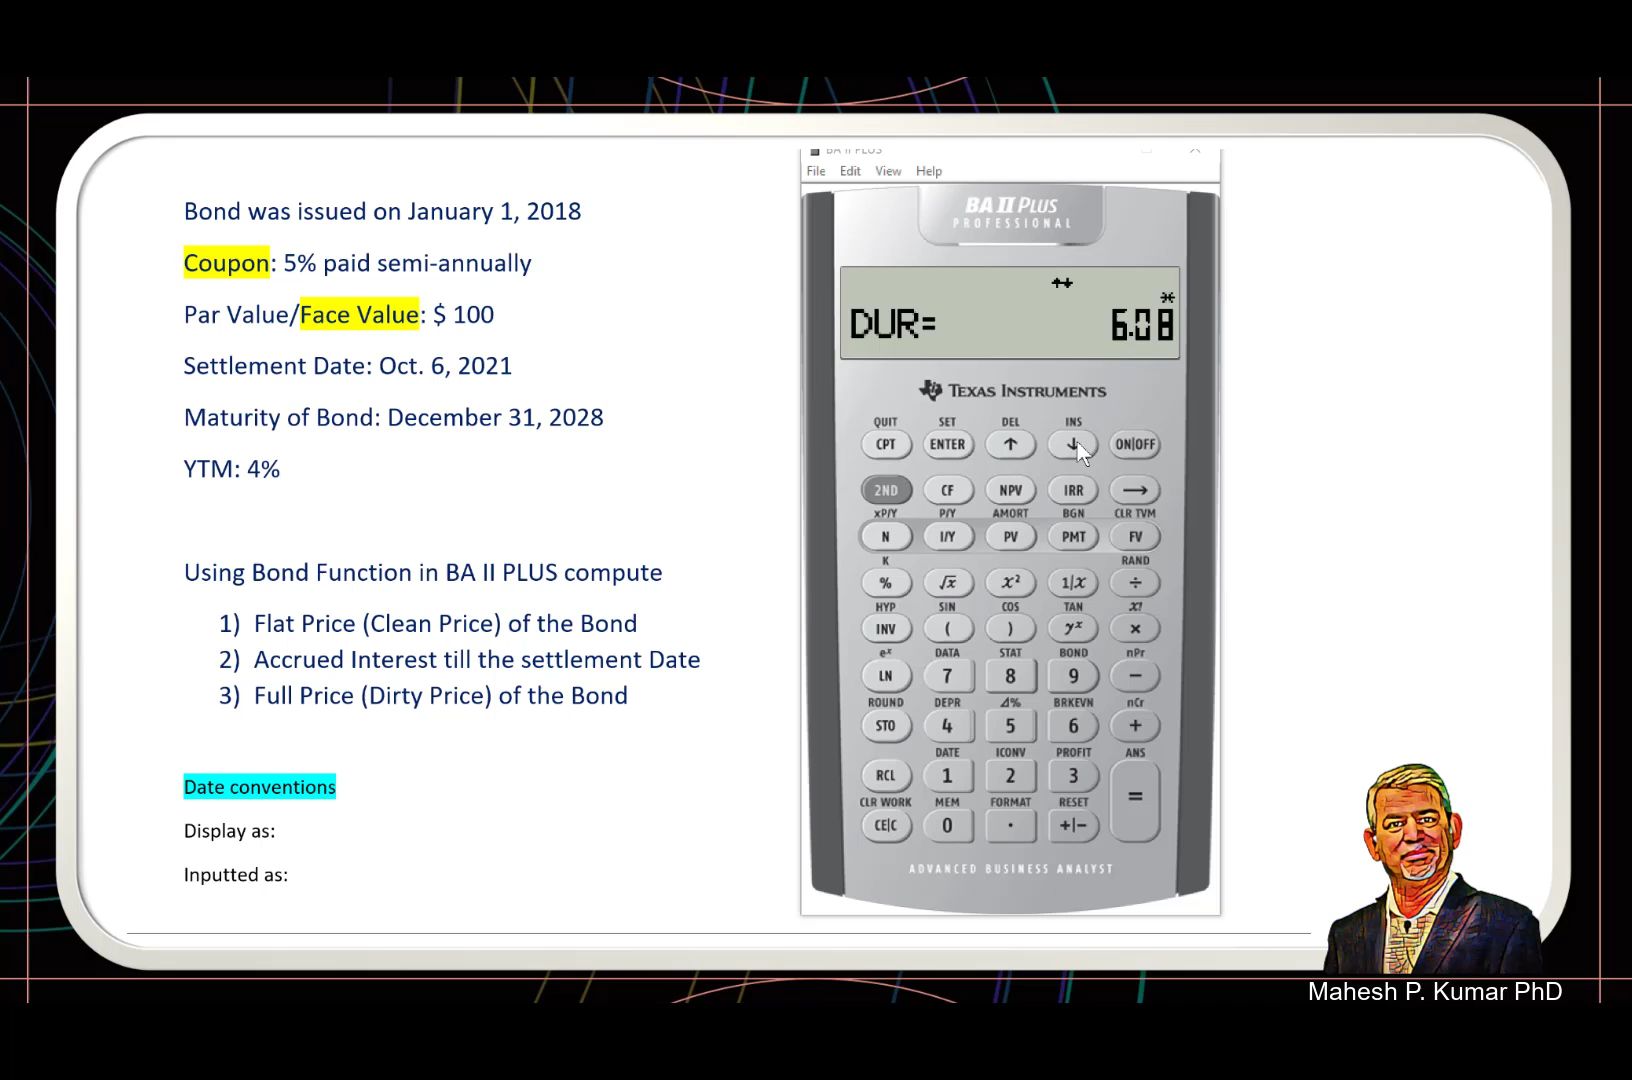 Bond was issued on January 1, 2018
Coupon: 5% paid semi-annually
Par Value/Face Value: $ 100
Settlement Date: Oct. 6, 2021
Maturity of Bond: December 31, 2028
YTM: 4%
Using Bond Function in BA II PLUS compute
1) Flat Price (Clean Price) of the Bond
2) Accrued Interest till the settlement Date
3) Full Price (Dirty Price) of the Bond
Date conventions
Display as:
Inputted as:
BA II PLUS
File Edit View Help
BA II PLUS
PROFESSIONAL
DUR= 6.08
TEXAS INSTRUMENTS
QUIT SET DEL INS
CPT ENTER ↑ ↓ ON|OFF
2ND CF NPV IRR →
xP/Y P/Y AMORT BGN CLR TVM
N I/Y PV PMT FV
K RAND
% √x x² 1/x ÷
HYP SIN COS TAN x!
INV ( ) yˣ ×
eˣ DATA STAT BOND nPr
LN 7 8 9 −
ROUND DEPR Δ% BRKEVN nCr
STO 4 5 6 +
DATE ICONV PROFIT ANS
RCL 1 2 3 =
CLR WORK MEM FORMAT RESET
CE|C 0 . +|−
ADVANCED BUSINESS ANALYST
Mahesh P. Kumar PhD